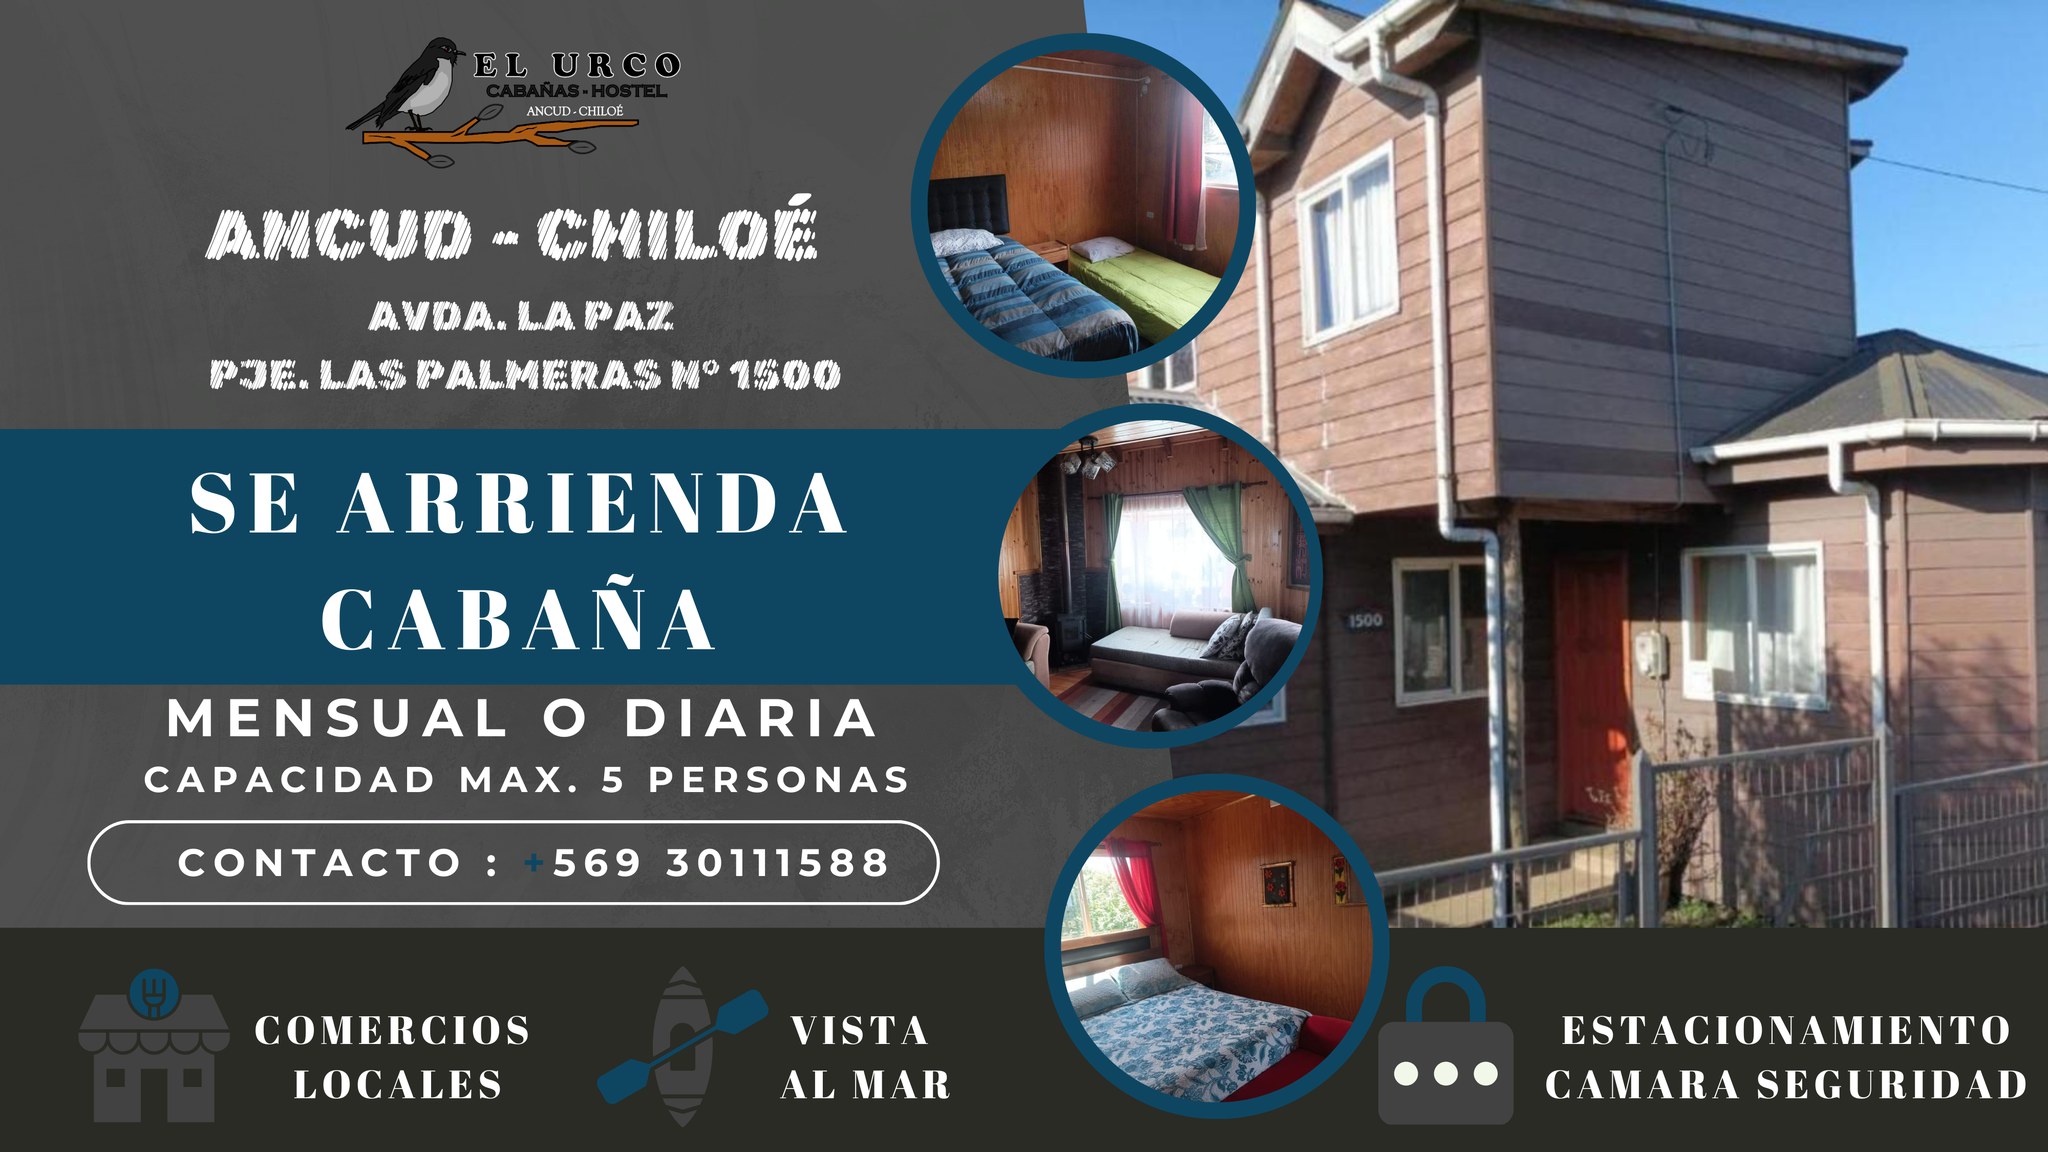 EL URCO
CABAÑAS - HOSTEL
ANCUD - CHILOÉ
ANCUD - CHILOÉ
AVDA. LA PAZ
PJE. LAS PALMERAS N° 1500
SE ARRIENDA
CABAÑA
MENSUAL O DIARIA
CAPACIDAD MAX. 5 PERSONAS
CONTACTO : +569 30111588
1500
COMERCIOS
LOCALES
VISTA
AL MAR
ESTACIONAMIENTO
CAMARA SEGURIDAD